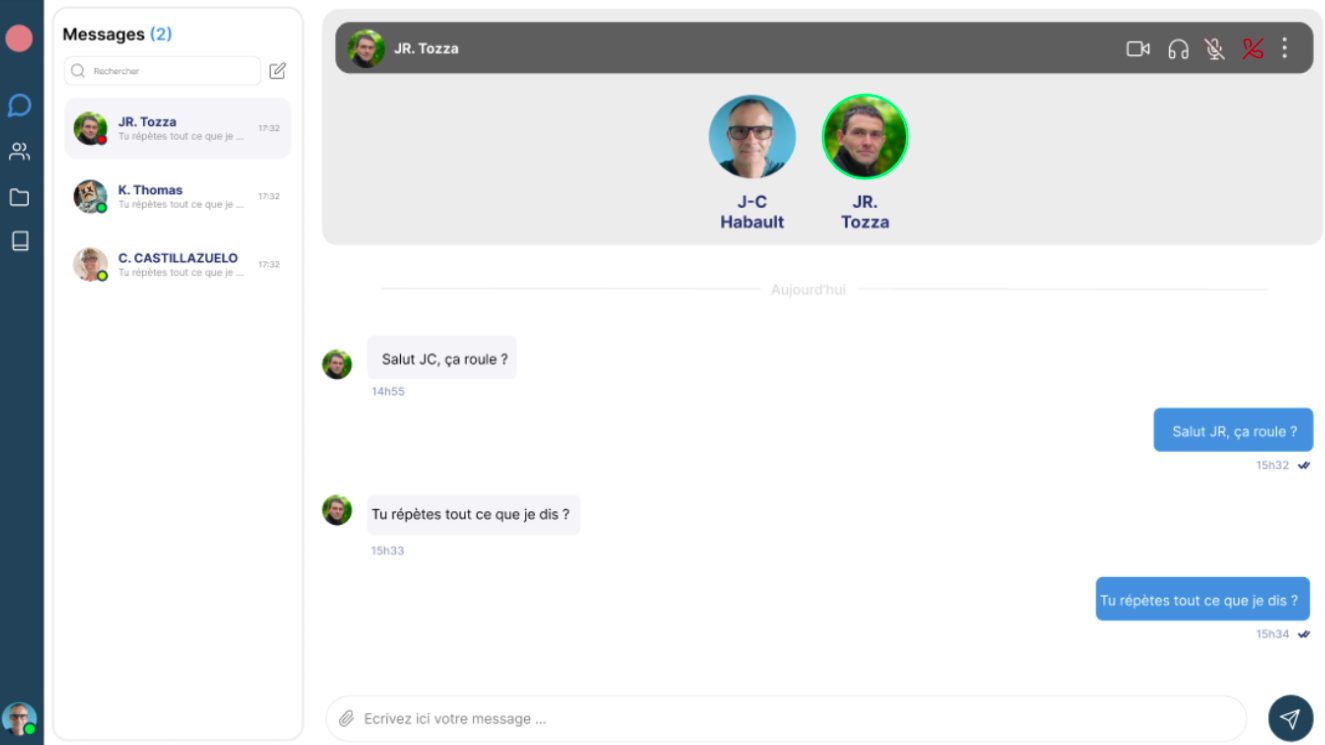 Messages (2)
Rechercher
JR. Tozza
Tu répètes tout ce que je ...
17:32
K. Thomas
Tu répètes tout ce que je ...
17:32
C. CASTILLAZUELO
Tu répètes tout ce que je ...
17:32
JR. Tozza
J-C
Habault
JR.
Tozza
Aujourd'hui
Salut JC, ça roule ?
14h55
Salut JR, ça roule ?
15h32
Tu répètes tout ce que je dis ?
15h33
Tu répètes tout ce que je dis ?
15h34
Ecrivez ici votre message ...